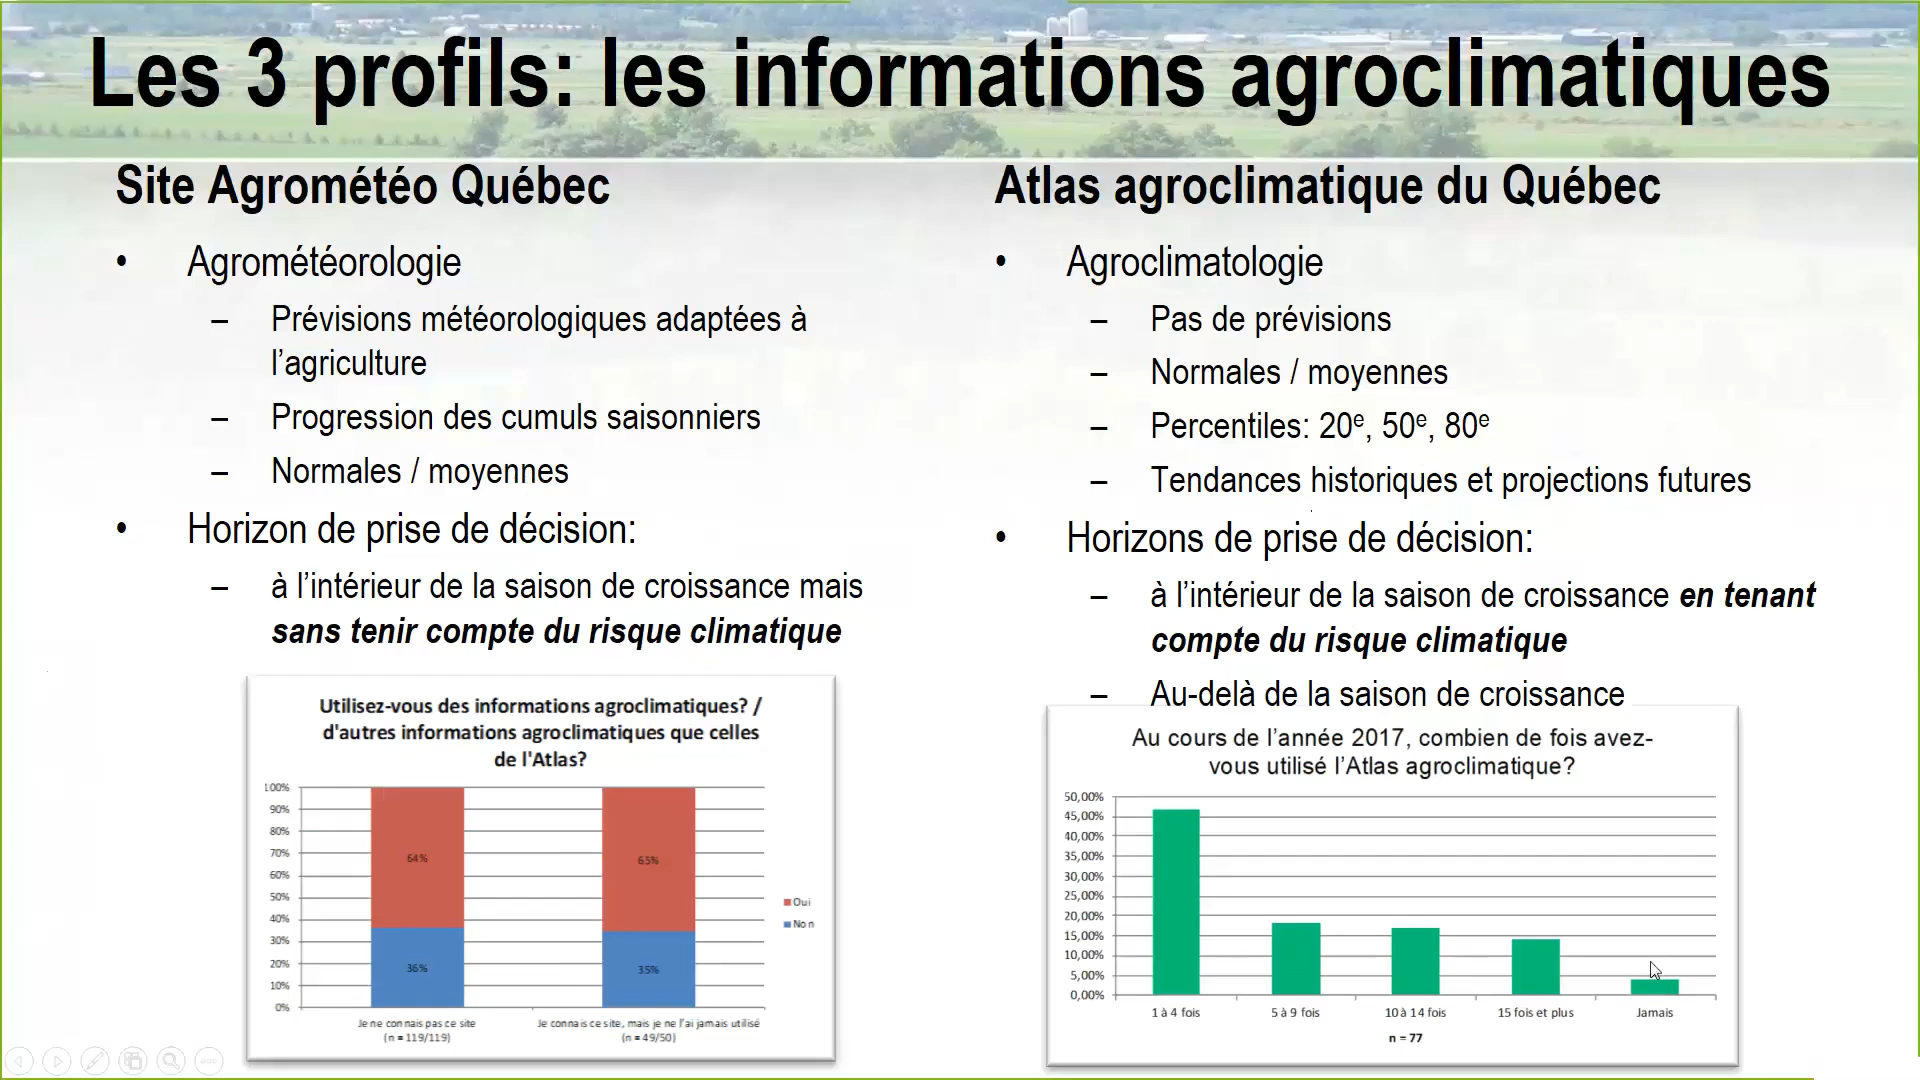 Les 3 profils: les informations agroclimatiques
Site Agrométéo Québec
• Agrométéorologie
– Prévisions météorologiques adaptées à
l’agriculture
– Progression des cumuls saisonniers
– Normales / moyennes
• Horizon de prise de décision:
– à l’intérieur de la saison de croissance mais
sans tenir compte du risque climatique
Utilisez-vous des informations agroclimatiques? /
d'autres informations agroclimatiques que celles
de l'Atlas?
100%
90%
80%
70%
60%
50%
40%
30%
20%
10%
0%
64%
65%
36%
35%
Oui
Non
Je ne connais pas ce site
(n = 119/119)
Je connais ce site, mais je ne l'ai jamais utilisé
(n = 49/50)
Atlas agroclimatique du Québec
• Agroclimatologie
– Pas de prévisions
– Normales / moyennes
– Percentiles: 20e, 50e, 80e
– Tendances historiques et projections futures
• Horizons de prise de décision:
– à l’intérieur de la saison de croissance en tenant
compte du risque climatique
– Au-delà de la saison de croissance
Au cours de l’année 2017, combien de fois avez-
vous utilisé l’Atlas agroclimatique?
50,00%
45,00%
40,00%
35,00%
30,00%
25,00%
20,00%
15,00%
10,00%
5,00%
0,00%
1 à 4 fois
5 à 9 fois
10 à 14 fois
15 fois et plus
Jamais
n = 77